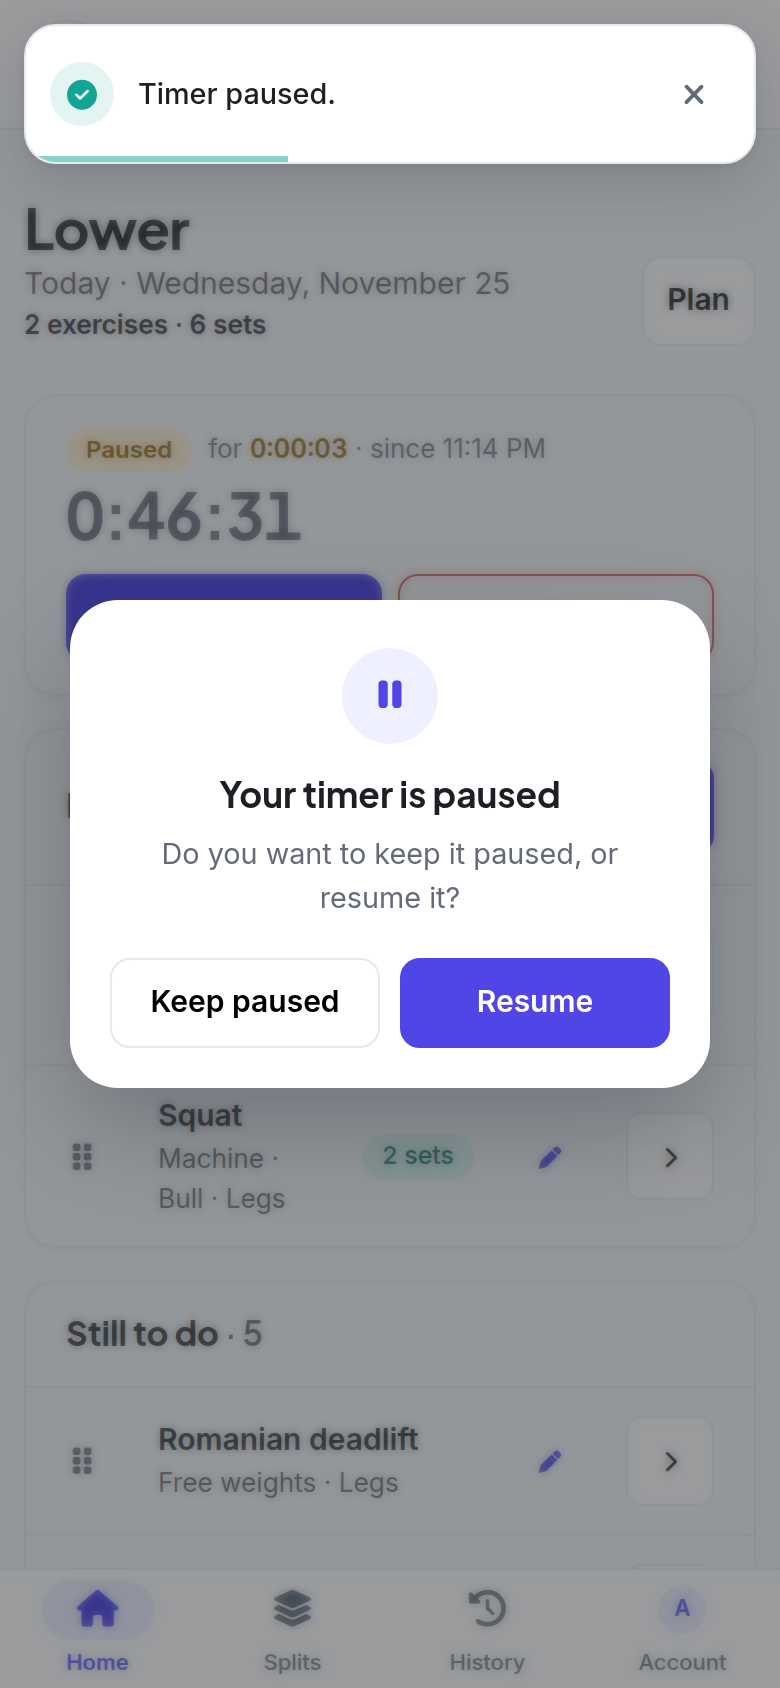 Timer paused.
Lower
Today · Wednesday, November 25
2 exercises · 6 sets
Plan
Paused for 0:00:03 · since 11:14 PM
0:46:31
Your timer is paused
Do you want to keep it paused, or
resume it?
Keep paused
Resume
Squat
Machine ·
Bull · Legs
2 sets
Still to do · 5
Romanian deadlift
Free weights · Legs
Home
Splits
History
A
Account